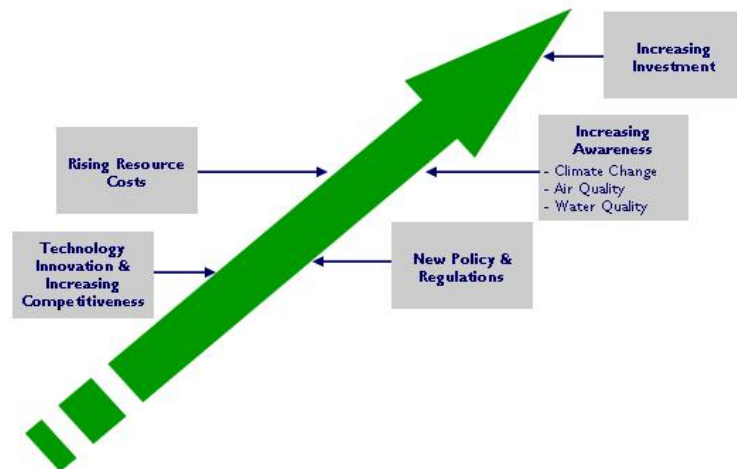 Increasing
Investment
Rising Resource
Costs
Increasing
Awareness
- Climate Change
- Air Quality
- Water Quality
Technology
Innovation &
Increasing
Competitiveness
New Policy &
Regulations